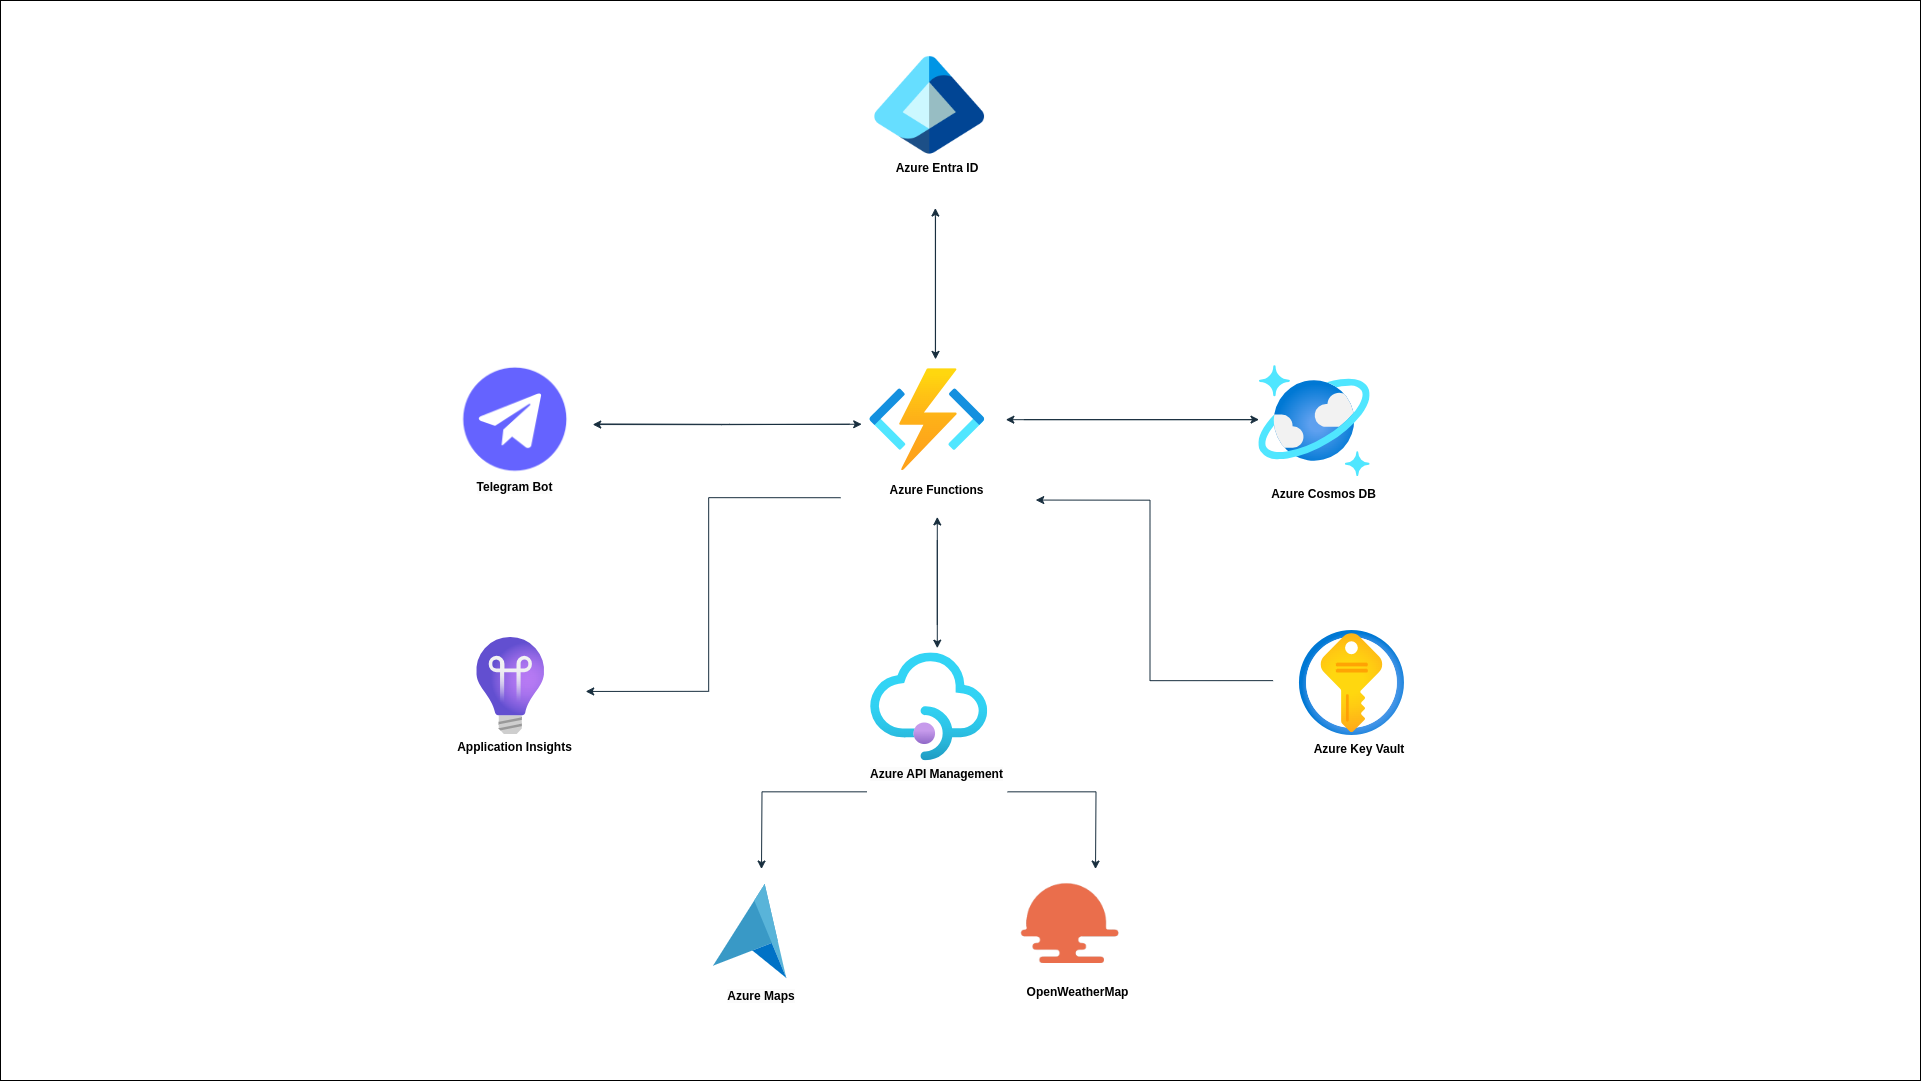 Azure Entra ID
Telegram Bot
Azure Functions
Azure Cosmos DB
Application Insights
Azure API Management
Azure Key Vault
Azure Maps
OpenWeatherMap